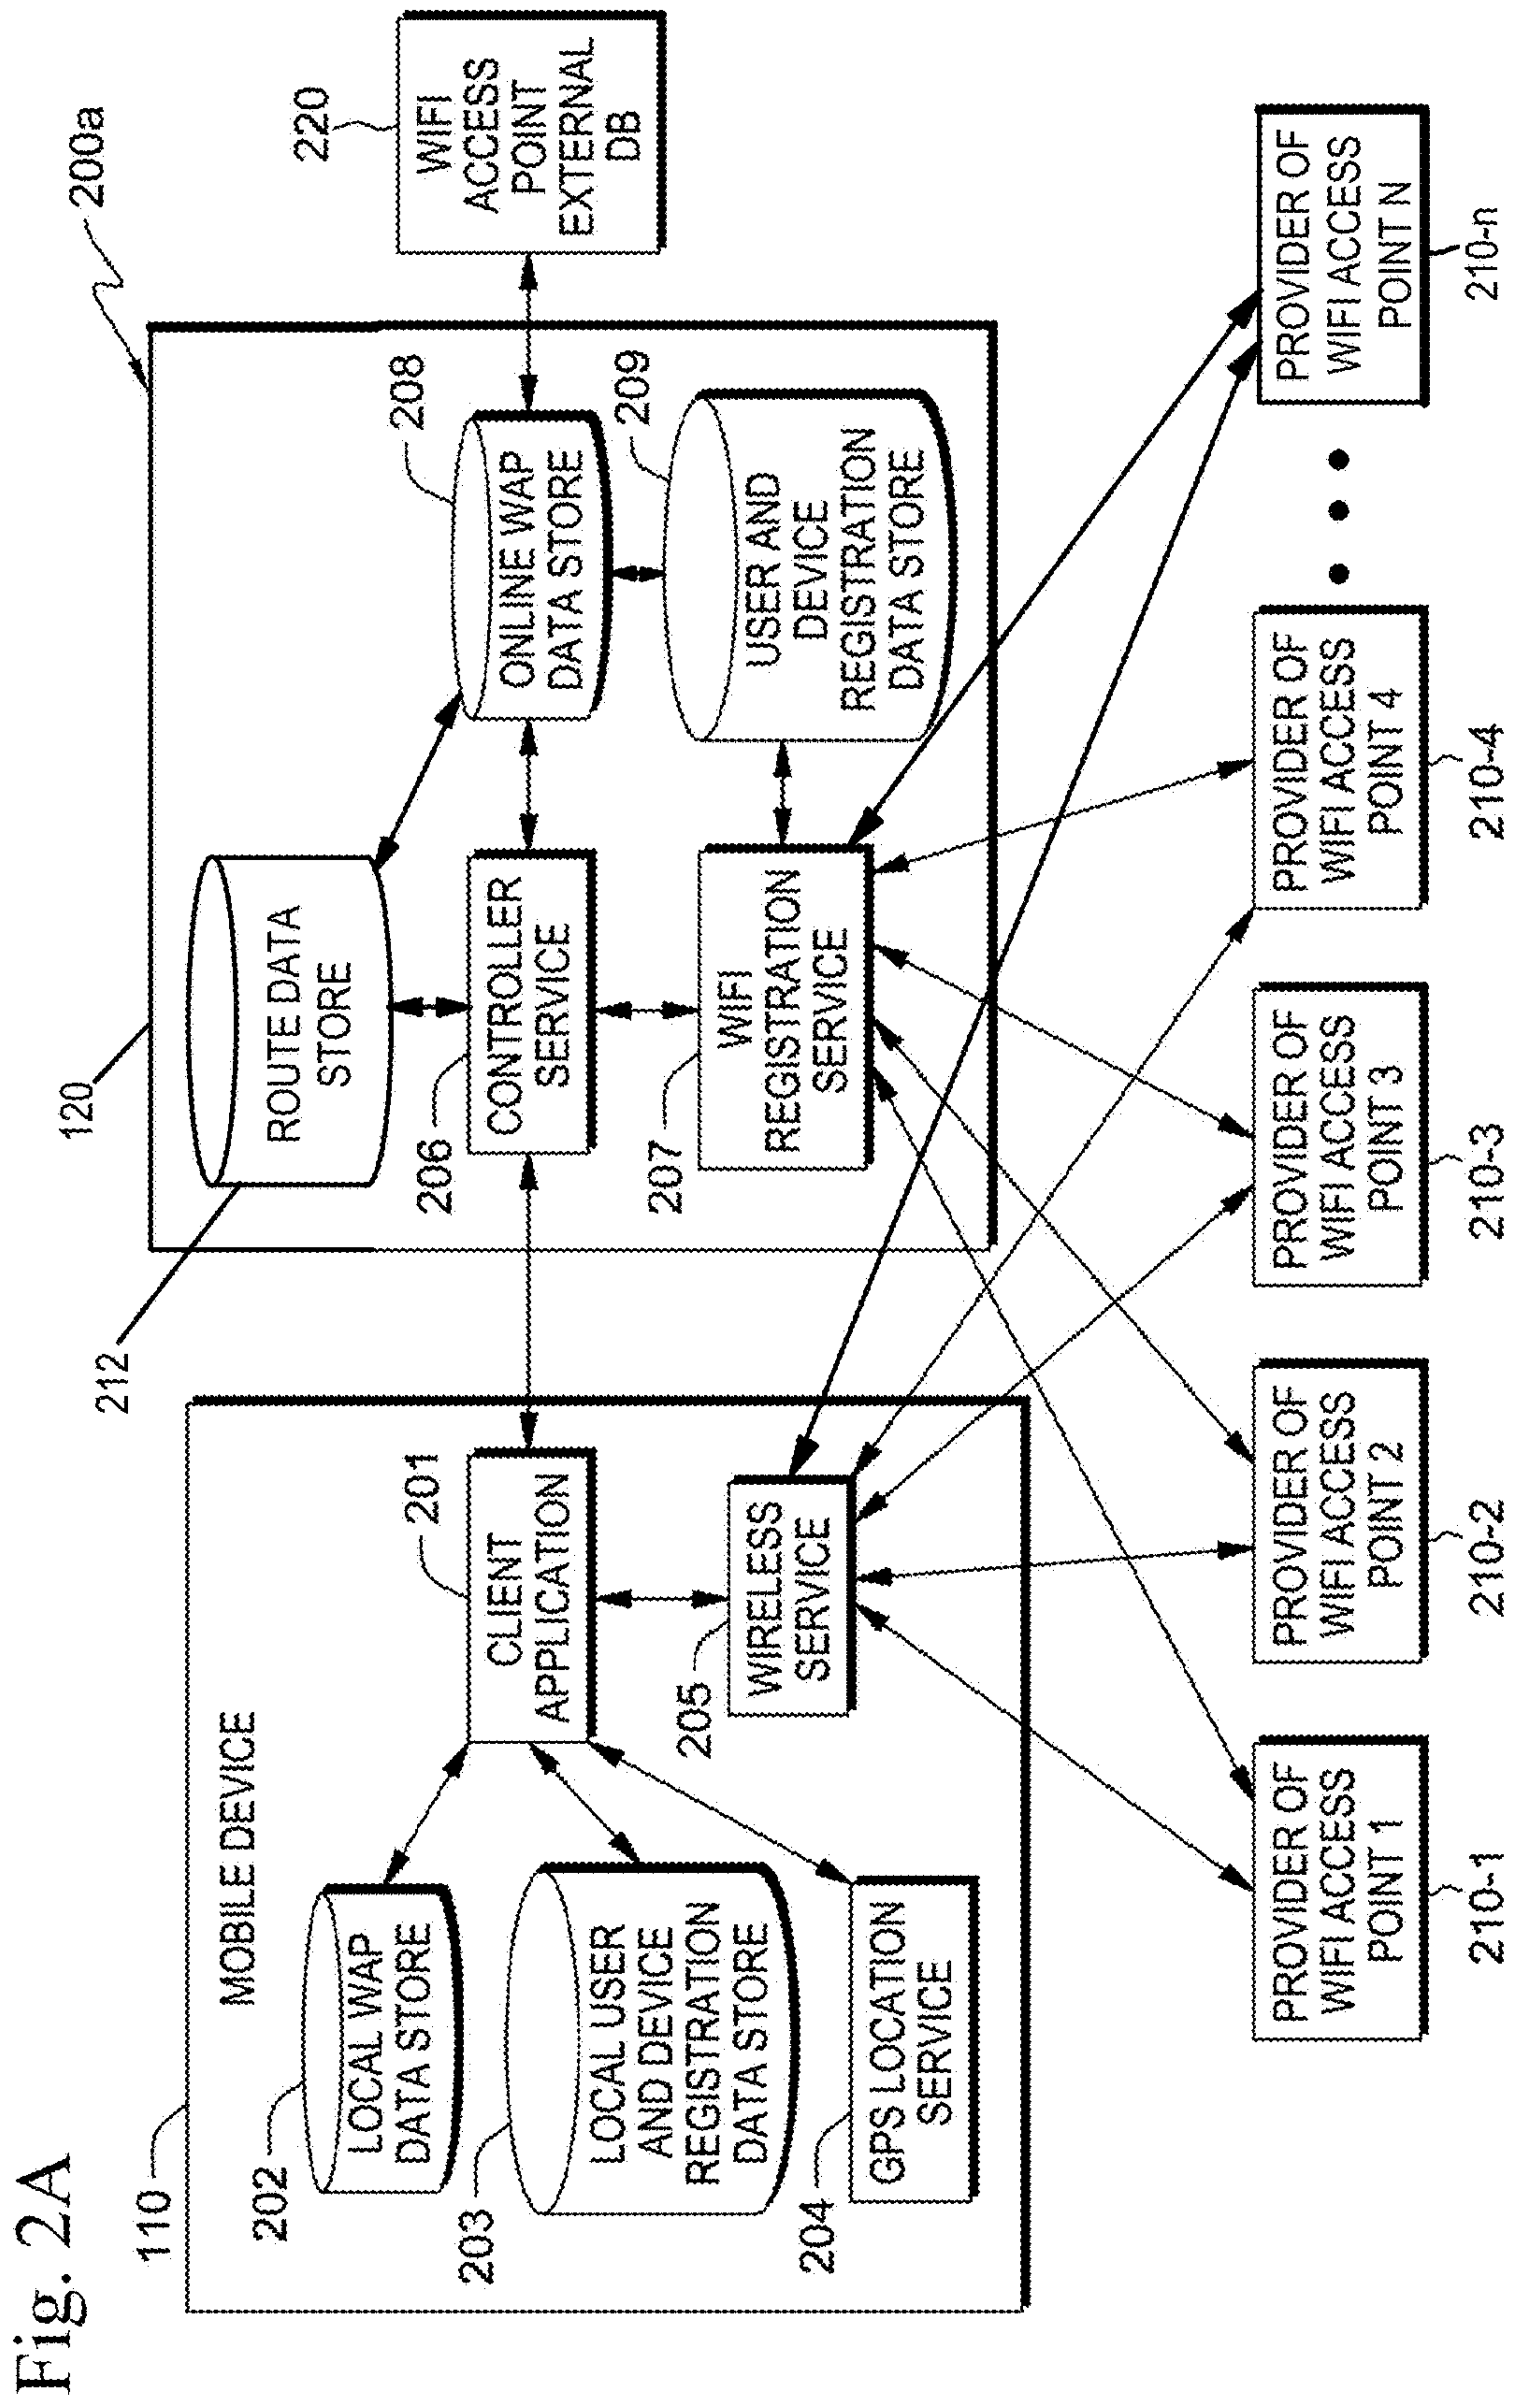 Fig. 2A
200a
110
MOBILE DEVICE
202
LOCAL WAP
DATA STORE
203
LOCAL USER
AND DEVICE
REGISTRATION
DATA STORE
204
GPS LOCATION
SERVICE
201
CLIENT
APPLICATION
205
WIRELESS
SERVICE
120
212
ROUTE DATA
STORE
206
CONTROLLER
SERVICE
207
WIFI
REGISTRATION
SERVICE
208
ONLINE WAP
DATA STORE
209
USER AND
DEVICE
REGISTRATION
DATA STORE
220
WIFI
ACCESS
POINT
EXTERNAL
DB
PROVIDER OF
WIFI ACCESS
POINT 1
210-1
PROVIDER OF
WIFI ACCESS
POINT 2
210-2
PROVIDER OF
WIFI ACCESS
POINT 3
210-3
PROVIDER OF
WIFI ACCESS
POINT 4
210-4
PROVIDER OF
WIFI ACCESS
POINT N
210-n